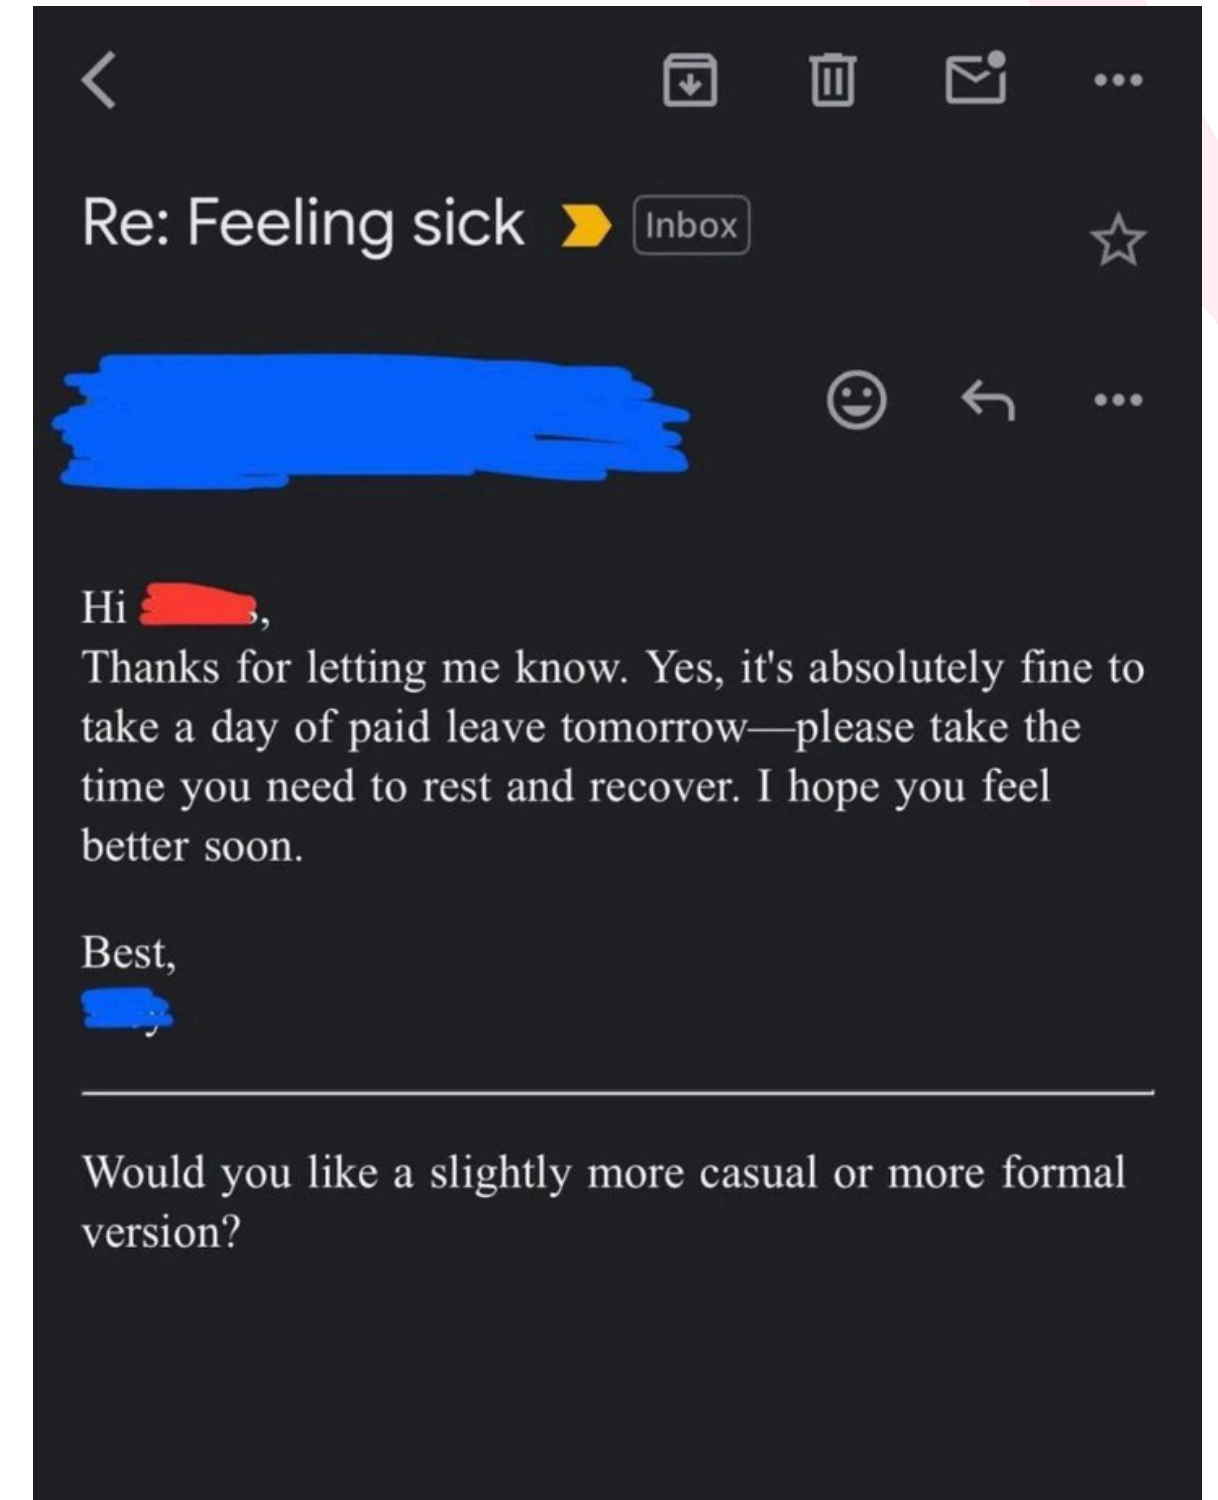 Re: Feeling sick Inbox
Hi ,
Thanks for letting me know. Yes, it's absolutely fine to
take a day of paid leave tomorrow—please take the
time you need to rest and recover. I hope you feel
better soon.
Best,
Would you like a slightly more casual or more formal
version?